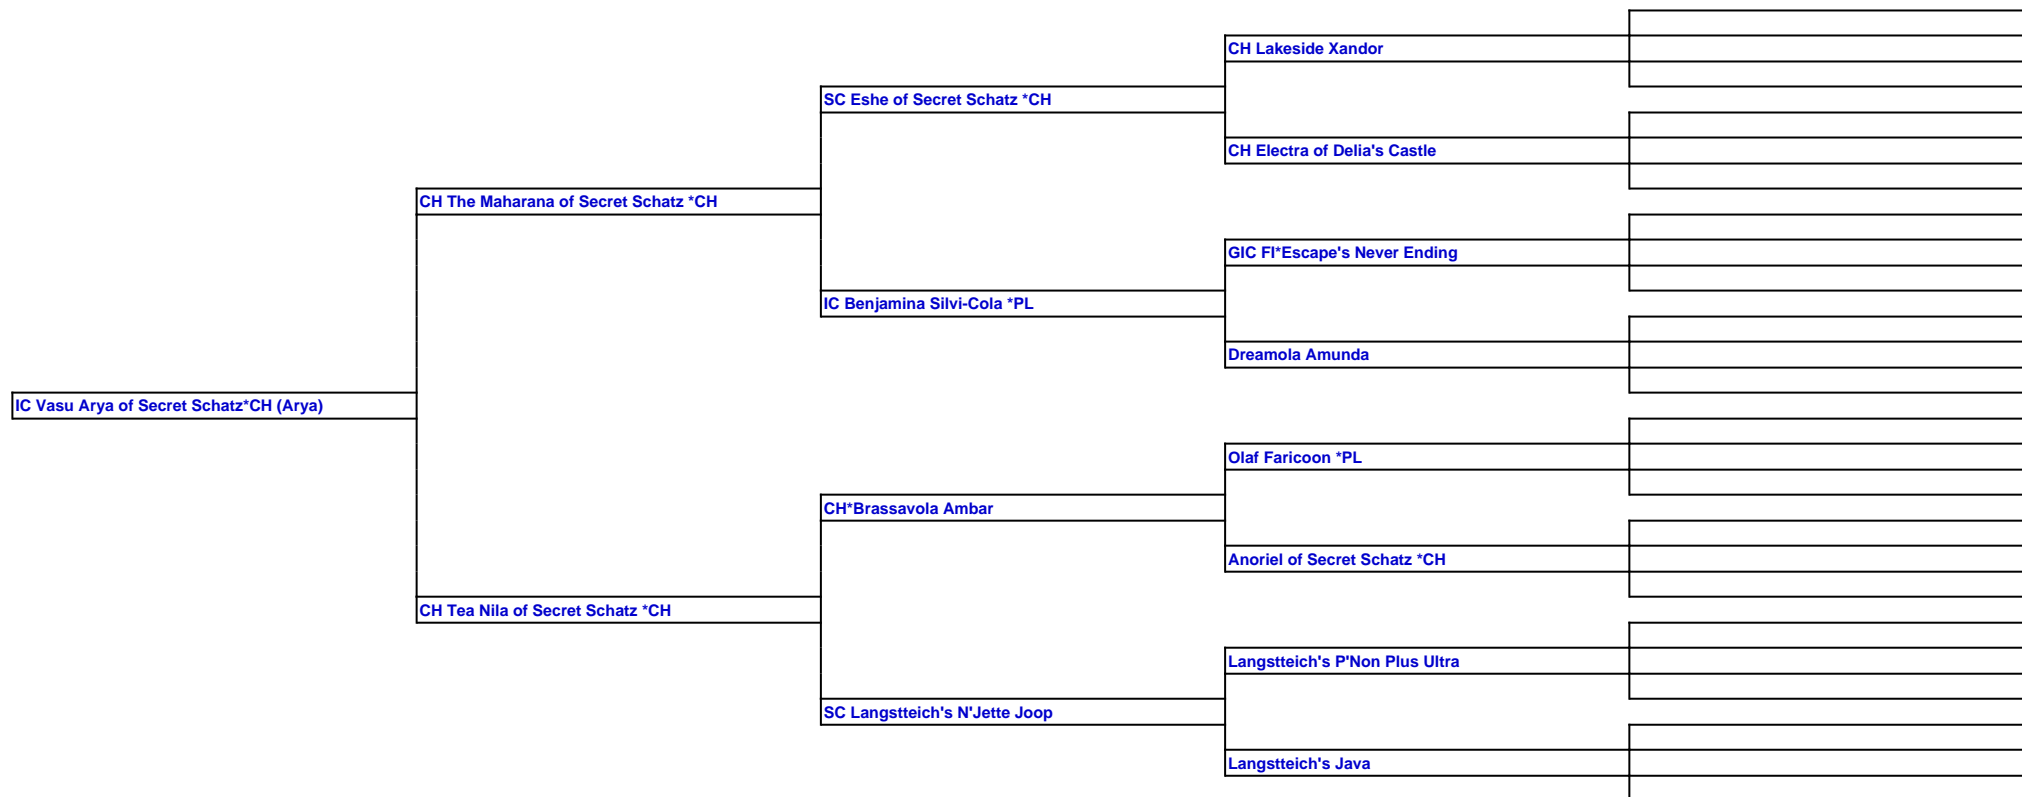 CH Lakeside Xandor
SC Eshe of Secret Schatz *CH
CH Electra of Delia's Castle
CH The Maharana of Secret Schatz *CH
GIC FI*Escape's Never Ending
IC Benjamina Silvi-Cola *PL
Dreamola Amunda
IC Vasu Arya of Secret Schatz*CH (Arya)
Olaf Faricoon *PL
CH*Brassavola Ambar
Anoriel of Secret Schatz *CH
CH Tea Nila of Secret Schatz *CH
Langstteich's P'Non Plus Ultra
SC Langstteich's N'Jette Joop
Langstteich's Java